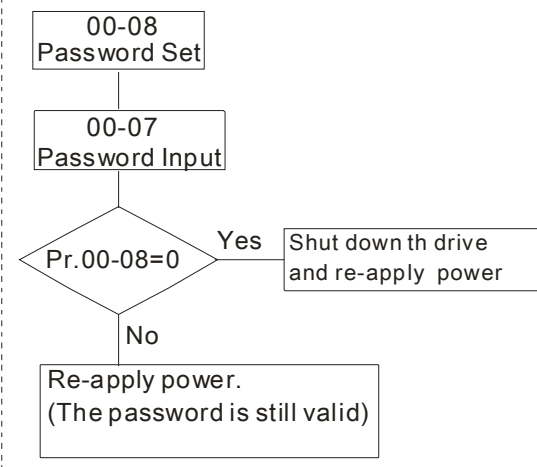 00-08
Password Set
00-07
Password Input
Pr.00-08=0
Yes
Shut down th drive
and re-apply power
No
Re-apply power.
(The password is still valid)